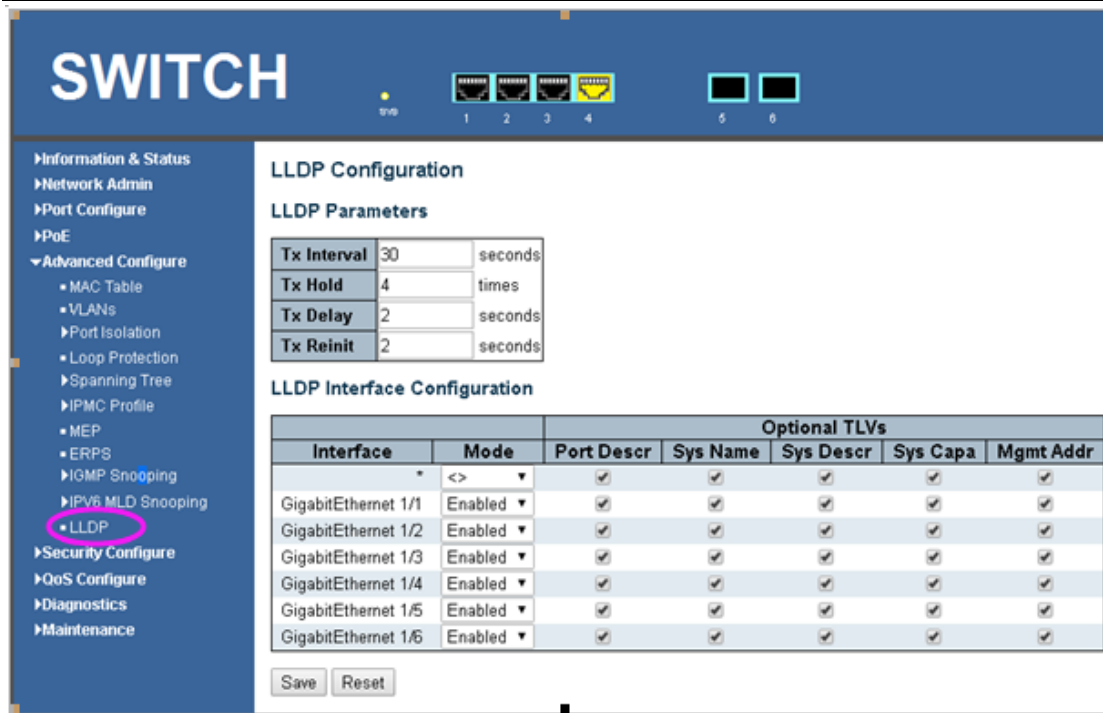 SWITCH
1 2 3 4 5 6
Information & Status
Network Admin
Port Configure
PoE
Advanced Configure
MAC Table
VLANs
Port Isolation
Loop Protection
Spanning Tree
IPMC Profile
MEP
ERPS
IGMP Snooping
IPV6 MLD Snooping
LLDP
Security Configure
QoS Configure
Diagnostics
Maintenance
LLDP Configuration
LLDP Parameters
Tx Interval 30 seconds
Tx Hold 4 times
Tx Delay 2 seconds
Tx Reinit 2 seconds
LLDP Interface Configuration
Optional TLVs
Interface Mode Port Descr Sys Name Sys Descr Sys Capa Mgmt Addr
* <>
GigabitEthernet 1/1 Enabled
GigabitEthernet 1/2 Enabled
GigabitEthernet 1/3 Enabled
GigabitEthernet 1/4 Enabled
GigabitEthernet 1/5 Enabled
GigabitEthernet 1/6 Enabled
Save Reset